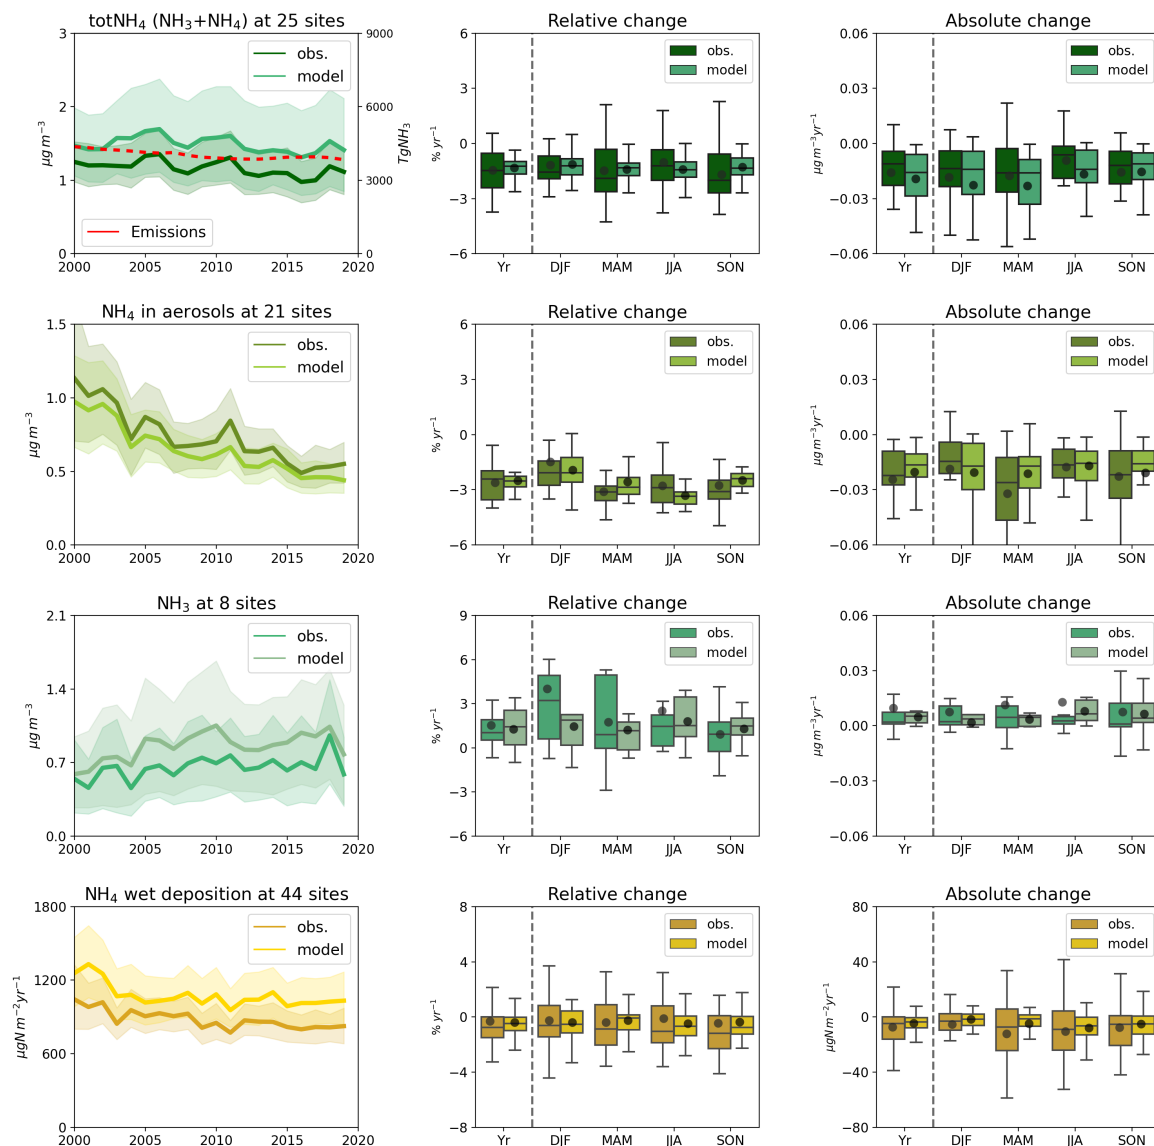 totNH₄ (NH₃+NH₄) at 25 sites
3
2
1
0
μg m⁻³
9000
6000
3000
0
TgNH₃
obs.
model
Emissions
2000 2005 2010 2015 2020
Relative change
6
3
0
−3
−6
% yr⁻¹
obs.
model
Yr DJF MAM JJA SON
Absolute change
0.06
0.03
0.00
−0.03
−0.06
μg m⁻³yr⁻¹
obs.
model
Yr DJF MAM JJA SON
NH₄ in aerosols at 21 sites
1.5
1.0
0.5
0.0
μg m⁻³
obs.
model
2000 2005 2010 2015 2020
Relative change
6
3
0
−3
−6
% yr⁻¹
obs.
model
Yr DJF MAM JJA SON
Absolute change
0.06
0.03
−0.00
−0.03
−0.06
μg m⁻³yr⁻¹
obs.
model
Yr DJF MAM JJA SON
NH₃ at 8 sites
2.1
1.4
0.7
0.0
μg m⁻³
obs.
model
2000 2005 2010 2015 2020
Relative change
9
6
3
0
−3
−6
% yr⁻¹
obs.
model
Yr DJF MAM JJA SON
Absolute change
0.06
0.03
0.00
−0.03
−0.06
μg m⁻³yr⁻¹
obs.
model
Yr DJF MAM JJA SON
NH₄ wet deposition at 44 sites
1800
1200
600
0
μgN m⁻²yr⁻¹
obs.
model
2000 2005 2010 2015 2020
Relative change
8
4
0
−4
−8
% yr⁻¹
obs.
model
Yr DJF MAM JJA SON
Absolute change
80
40
0
−40
−80
μgN m⁻²yr⁻¹
obs.
model
Yr DJF MAM JJA SON